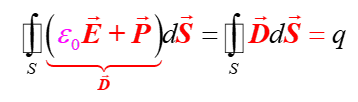 ∯_S (ε₀E⃗ + P⃗)dS⃗ = ∯_S D⃗dS⃗ = q
D⃗